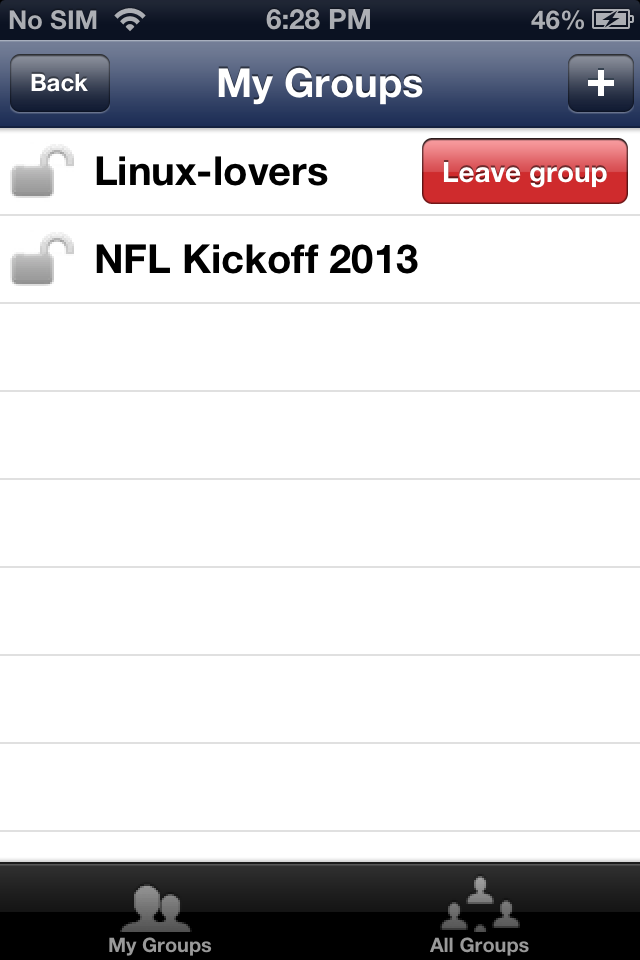 No SIM 6:28 PM 46%
Back My Groups +
Linux-lovers Leave group
NFL Kickoff 2013
My Groups All Groups